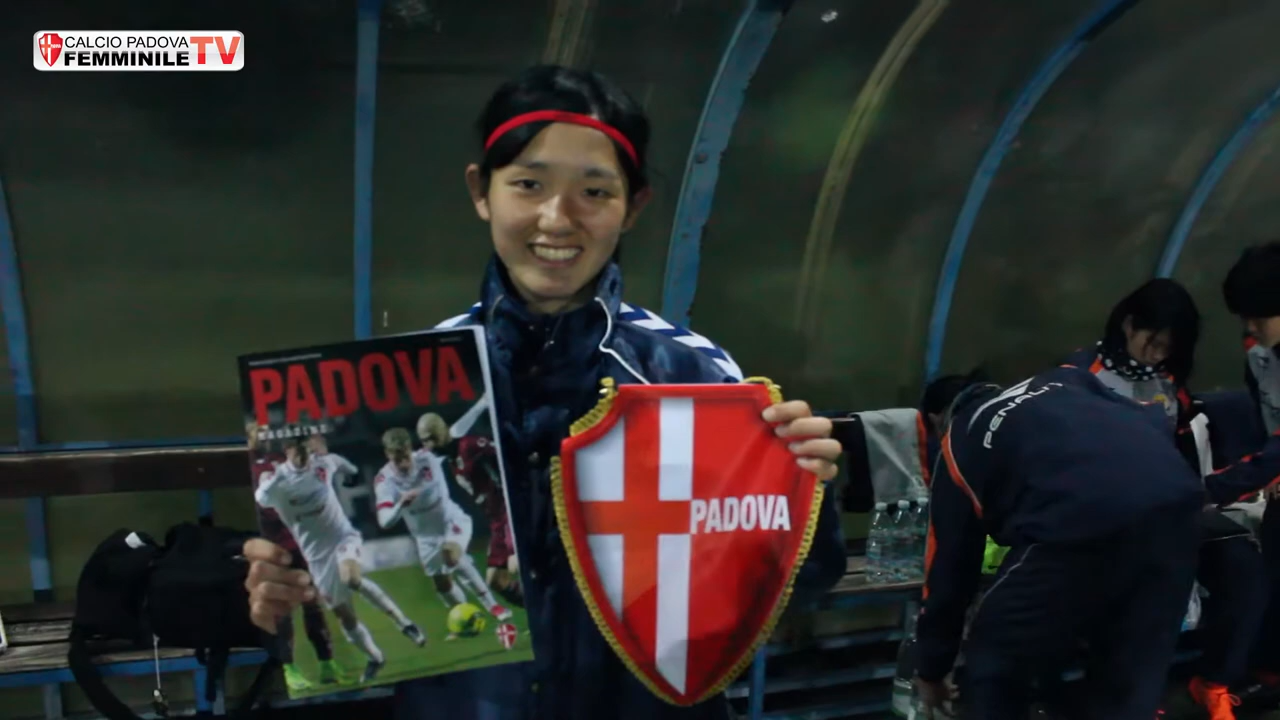 CALCIO PADOVA
FEMMINILE TV
PADOVA
MAGAZINE
PADOVA
PENALTY